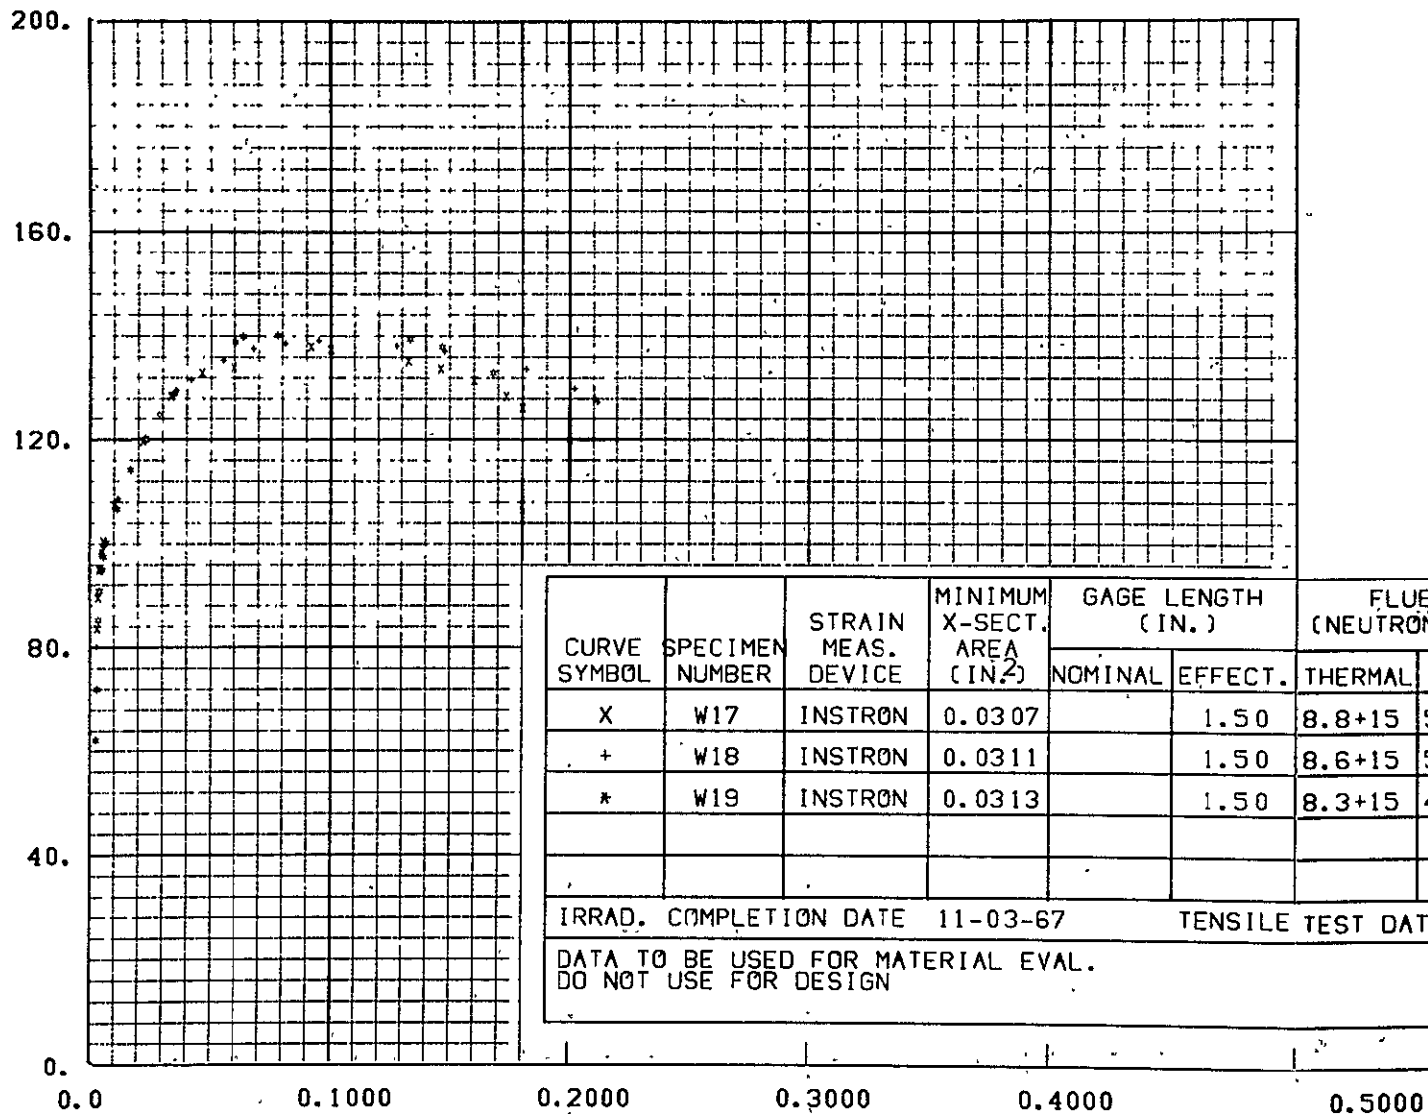 200.
160.
120.
80.
40.
0.
0.0 0.1000 0.2000 0.3000 0.4000 0.5000
CURVE SYMBOL SPECIMEN NUMBER STRAIN MEAS. DEVICE MINIMUM X-SECT. AREA (IN.2) GAGE LENGTH (IN.)
NOMINAL EFFECT. THERMAL
X W17 INSTRON 0.0307 1.50 8.8+15
+ W18 INSTRON 0.0311 1.50 8.6+15
* W19 INSTRON 0.0313 1.50 8.3+15
IRRAD. COMPLETION DATE 11-03-67 TENSILE TEST DAT
DATA TO BE USED FOR MATERIAL EVAL.
DO NOT USE FOR DESIGN